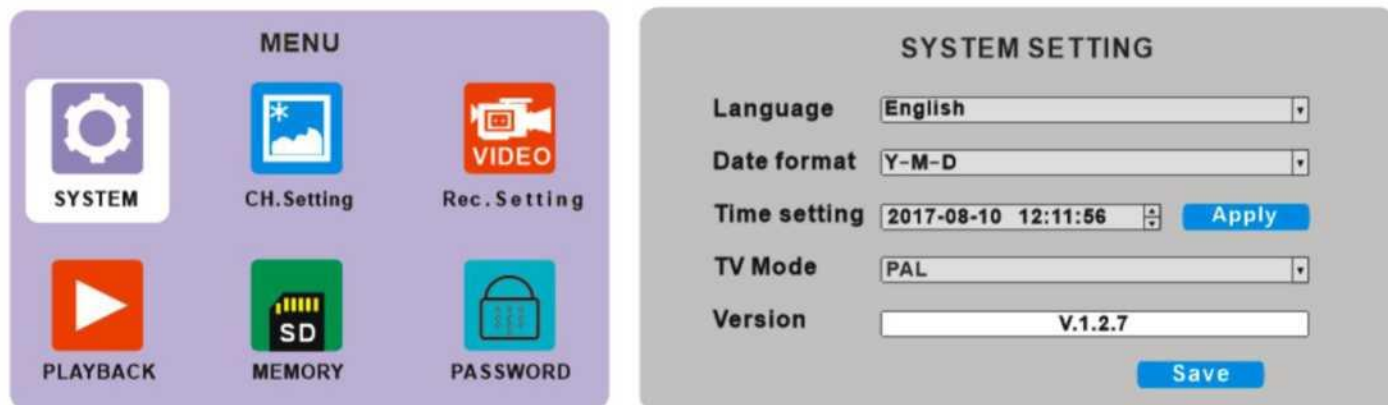 MENU
SYSTEM
CH.Setting
VIDEO
Rec.Setting
PLAYBACK
SD
MEMORY
PASSWORD
SYSTEM SETTING
Language English
Date format Y-M-D
Time setting 2017-08-10 12:11:56 Apply
TV Mode PAL
Version V.1.2.7
Save